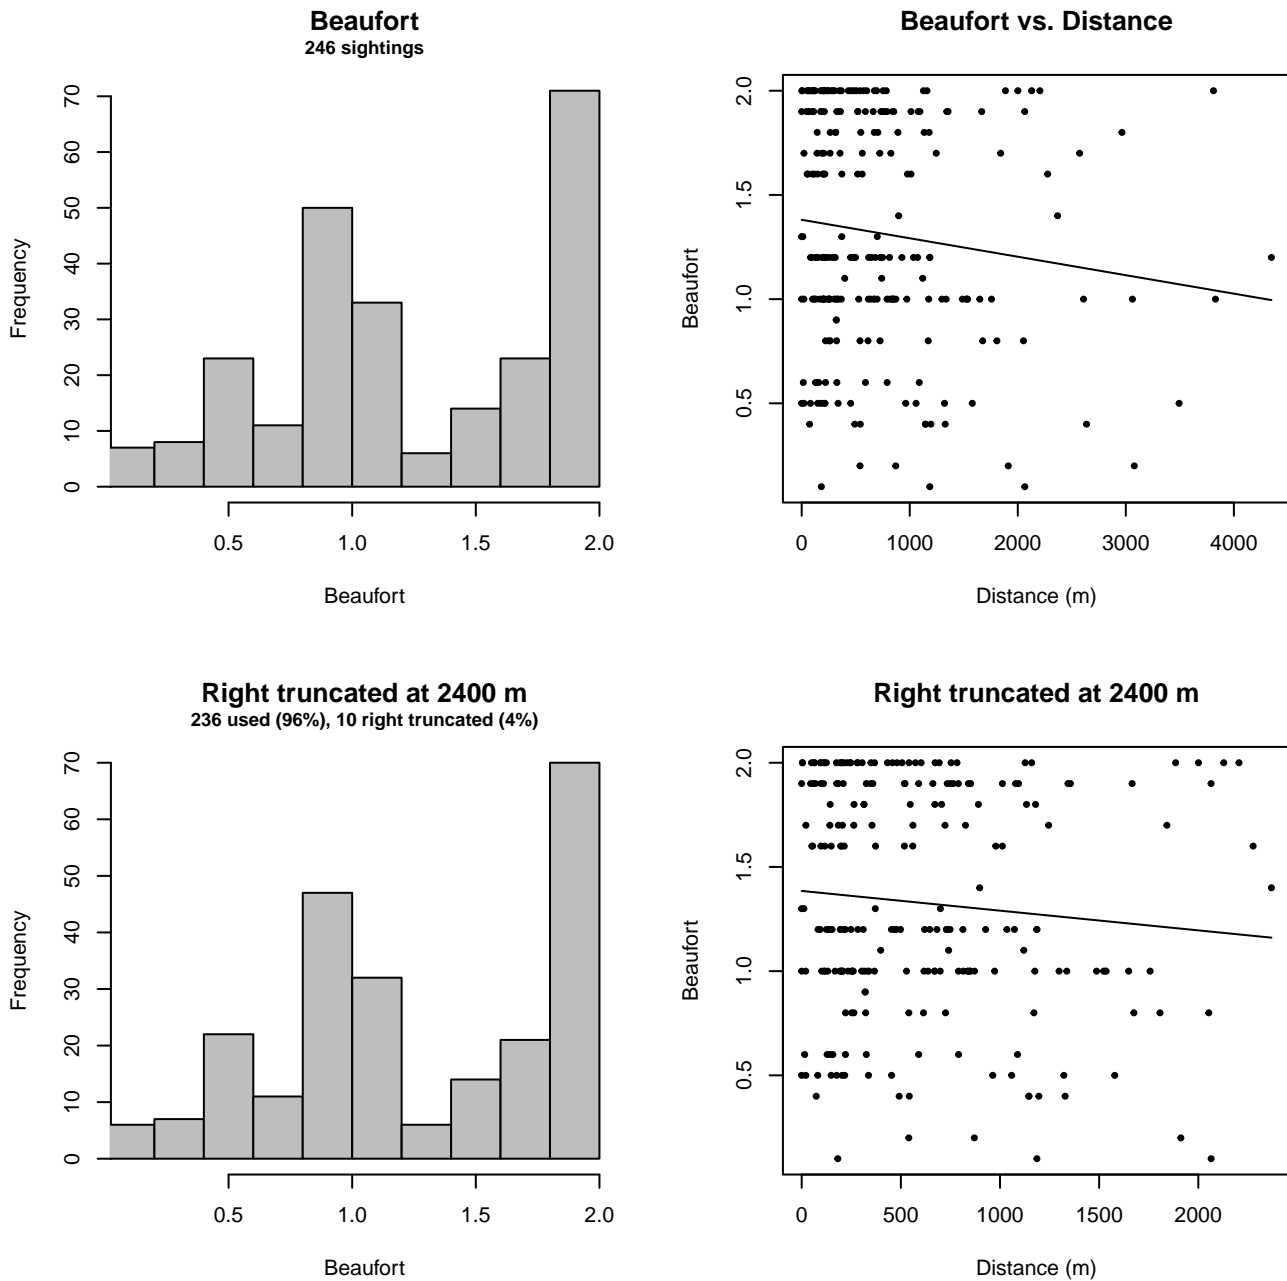 Beaufort
246 sightings
Frequency
0 10 20 30 40 50 60 70
0.5 1.0 1.5 2.0
Beaufort
Beaufort vs. Distance
Beaufort
0.5 1.0 1.5 2.0
0 1000 2000 3000 4000
Distance (m)
Right truncated at 2400 m
236 used (96%), 10 right truncated (4%)
Frequency
0 10 20 30 40 50 60 70
0.5 1.0 1.5 2.0
Beaufort
Right truncated at 2400 m
Beaufort
0.5 1.0 1.5 2.0
0 500 1000 1500 2000
Distance (m)